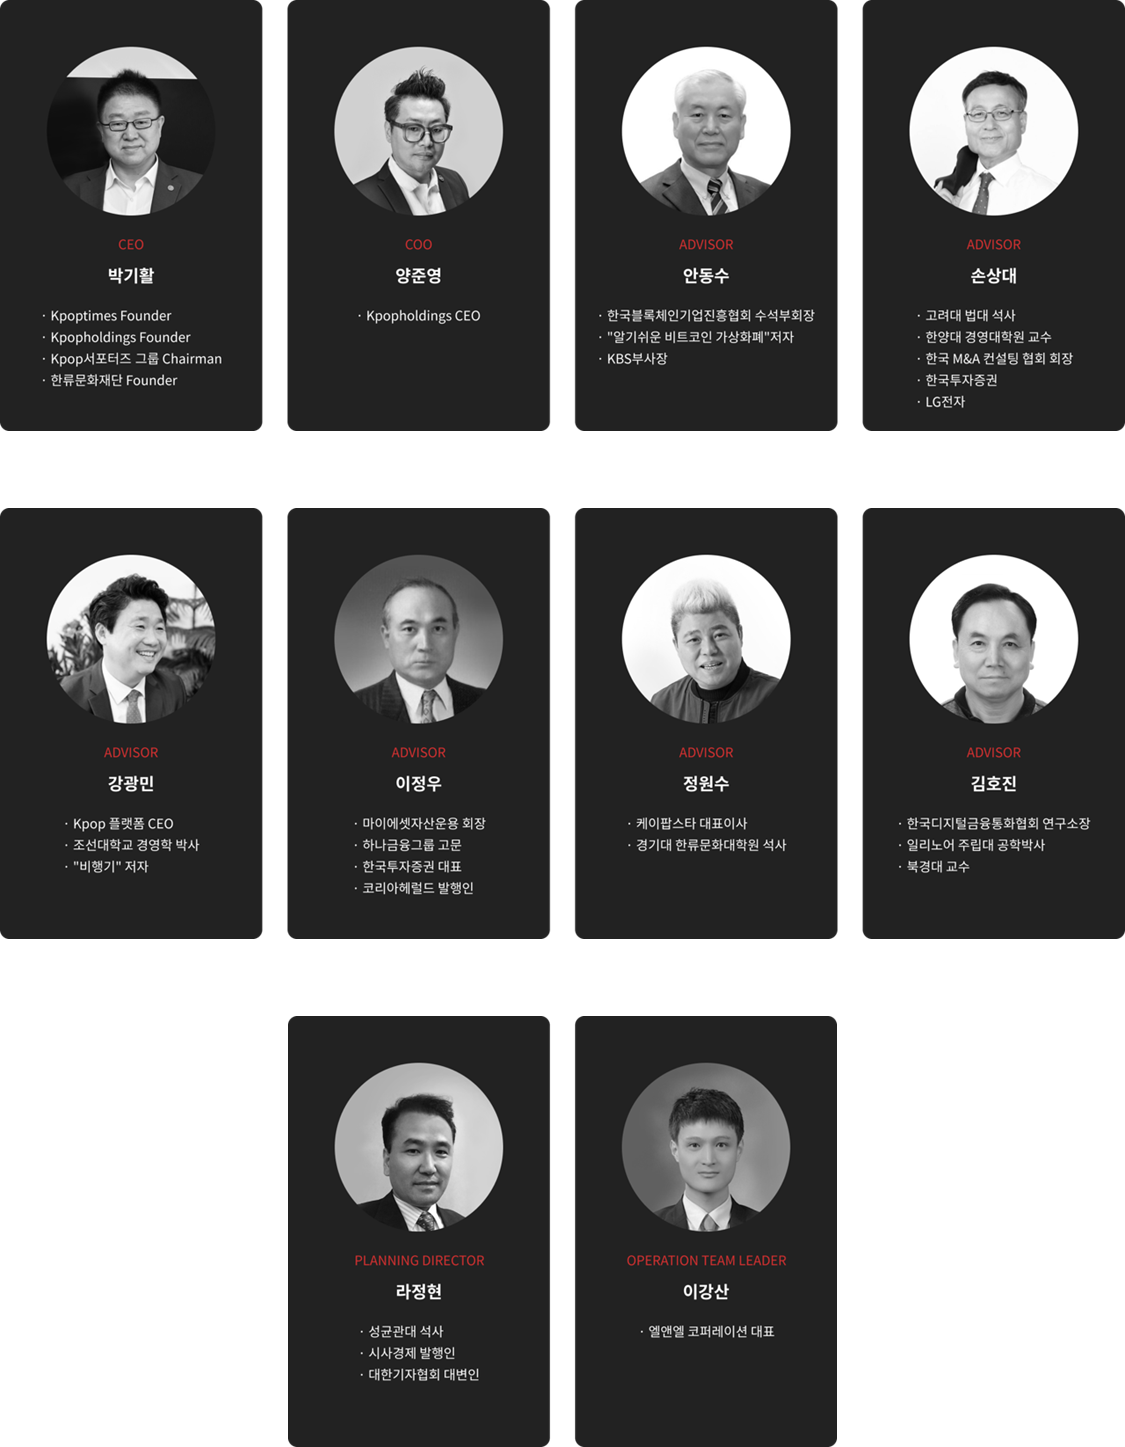 CEO
박기활
· Kpoptimes Founder
· Kpopholdings Founder
· Kpop서포터즈 그룹 Chairman
· 한류문화재단 Founder
COO
양준영
· Kpopholdings CEO
ADVISOR
안동수
· 한국블록체인기업진흥협회 수석부회장
· "알기쉬운 비트코인 가상화폐"저자
· KBS부사장
ADVISOR
손상대
· 고려대 법대 석사
· 한양대 경영대학원 교수
· 한국 M&A 컨설팅 협회 회장
· 한국투자증권
· LG전자
ADVISOR
강광민
· Kpop 플랫폼 CEO
· 조선대학교 경영학 박사
· "비행기" 저자
ADVISOR
이정우
· 마이에셋자산운용 회장
· 하나금융그룹 고문
· 한국투자증권 대표
· 코리아헤럴드 발행인
ADVISOR
정원수
· 케이팝스타 대표이사
· 경기대 한류문화대학원 석사
ADVISOR
김호진
· 한국디지털금융통화협회 연구소장
· 일리노어 주립대 공학박사
· 북경대 교수
PLANNING DIRECTOR
라정현
· 성균관대 석사
· 시사경제 발행인
· 대한기자협회 대변인
OPERATION TEAM LEADER
이강산
· 엘앤엘 코퍼레이션 대표